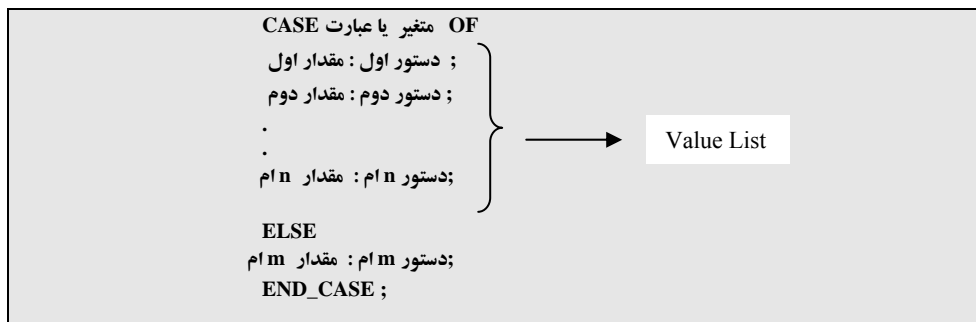 CASE متغیر یا عبارت OF
مقدار اول : دستور اول ;
مقدار دوم : دستور دوم ;
.
.
مقدار n ام : دستور n ام;
Value List
ELSE
مقدار m ام : دستور m ام;
END_CASE ;